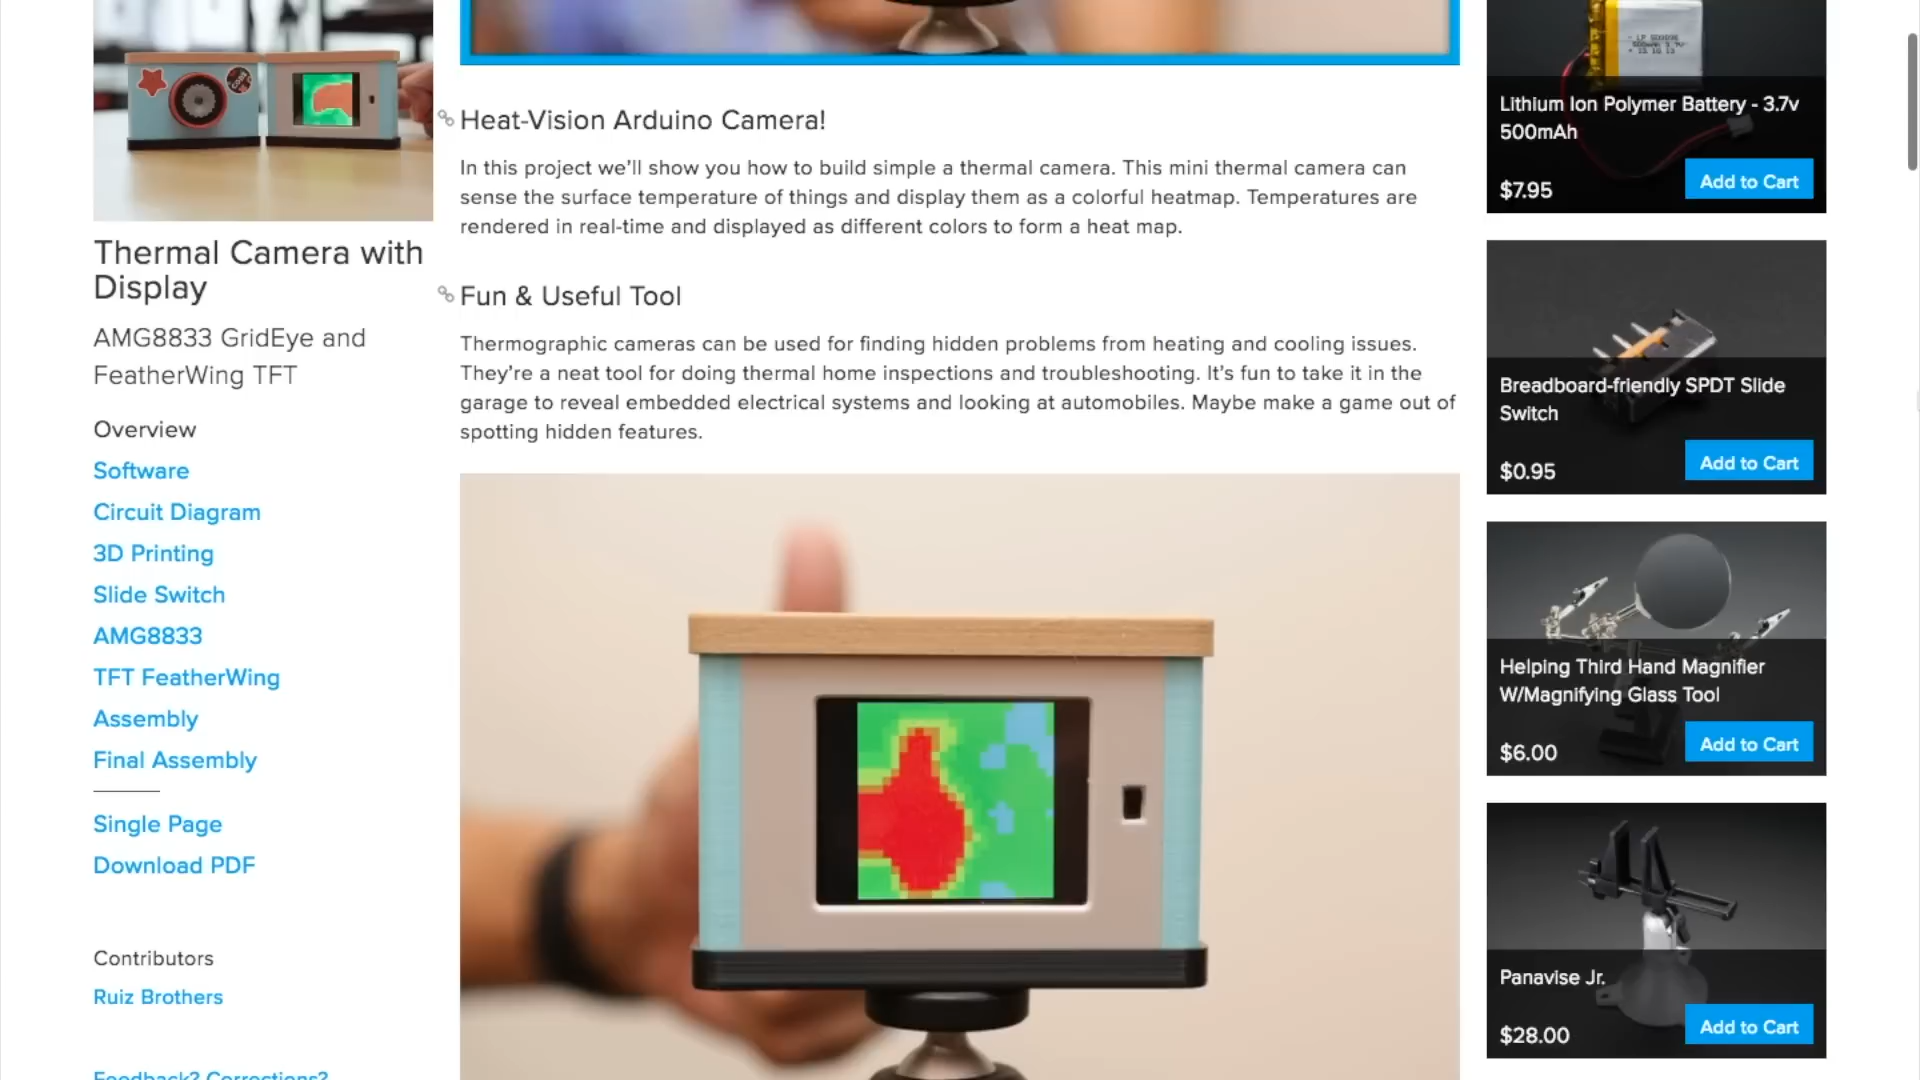 Thermal Camera with
Display
AMG8833 GridEye and
FeatherWing TFT
Overview
Software
Circuit Diagram
3D Printing
Slide Switch
AMG8833
TFT FeatherWing
Assembly
Final Assembly
Single Page
Download PDF
Contributors
Ruiz Brothers
Feedback? Corrections?
Heat-Vision Arduino Camera!
In this project we'll show you how to build simple a thermal camera. This mini thermal camera can
sense the surface temperature of things and display them as a colorful heatmap. Temperatures are
rendered in real-time and displayed as different colors to form a heat map.
Fun & Useful Tool
Thermographic cameras can be used for finding hidden problems from heating and cooling issues.
They're a neat tool for doing thermal home inspections and troubleshooting. It's fun to take it in the
garage to reveal embedded electrical systems and looking at automobiles. Maybe make a game out of
spotting hidden features.
Lithium Ion Polymer Battery - 3.7v
500mAh
$7.95
Add to Cart
Breadboard-friendly SPDT Slide
Switch
$0.95
Add to Cart
Helping Third Hand Magnifier
W/Magnifying Glass Tool
$6.00
Add to Cart
Panavise Jr.
$28.00
Add to Cart